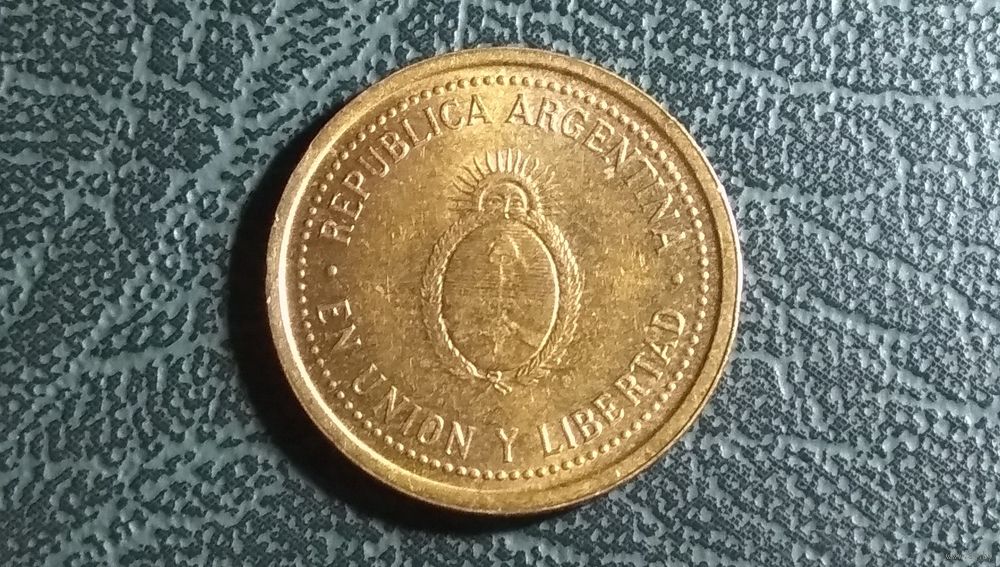 · REPUBLICA ARGENTINA ·
EN UNION Y LIBERTAD